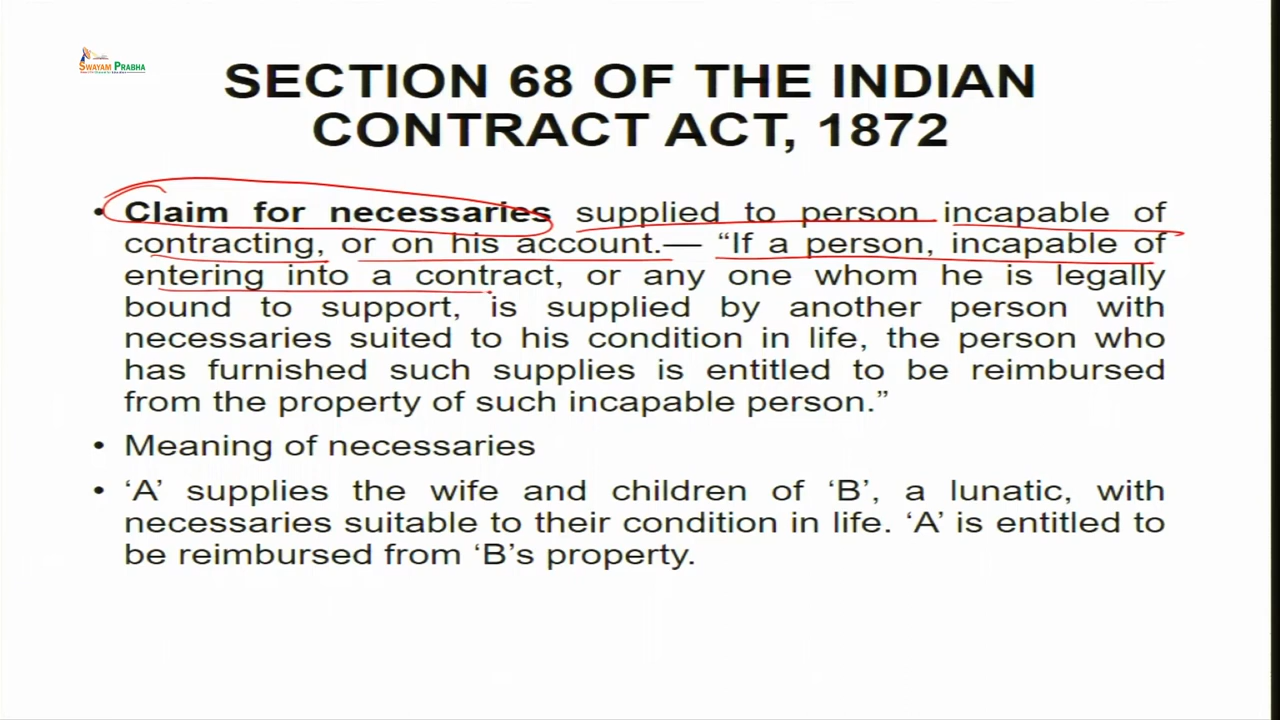 SWAYAM PRABHA
SECTION 68 OF THE INDIAN
CONTRACT ACT, 1872
• Claim for necessaries supplied to person incapable of
contracting, or on his account.— “If a person, incapable of
entering into a contract, or any one whom he is legally
bound to support, is supplied by another person with
necessaries suited to his condition in life, the person who
has furnished such supplies is entitled to be reimbursed
from the property of such incapable person.”
• Meaning of necessaries
• ‘A’ supplies the wife and children of ‘B’, a lunatic, with
necessaries suitable to their condition in life. ‘A’ is entitled to
be reimbursed from ‘B’s property.